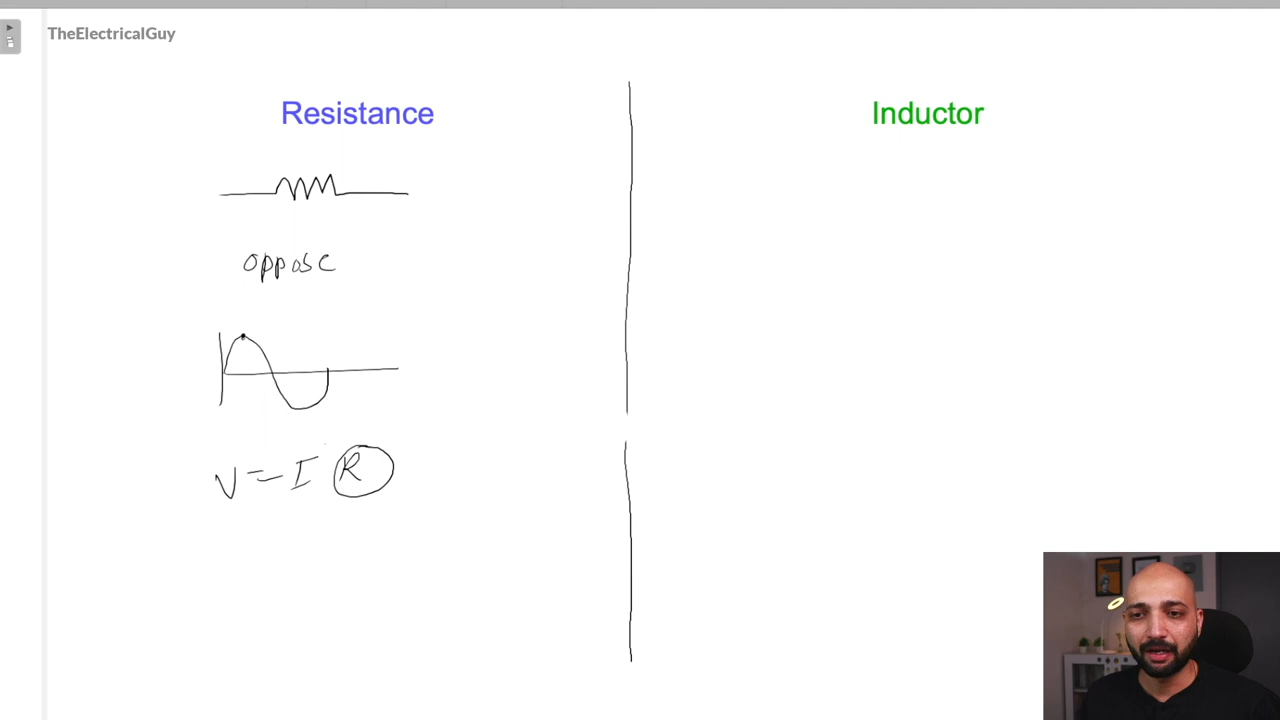 TheElectricalGuy
Resistance
Inductor
oppose
V = I R